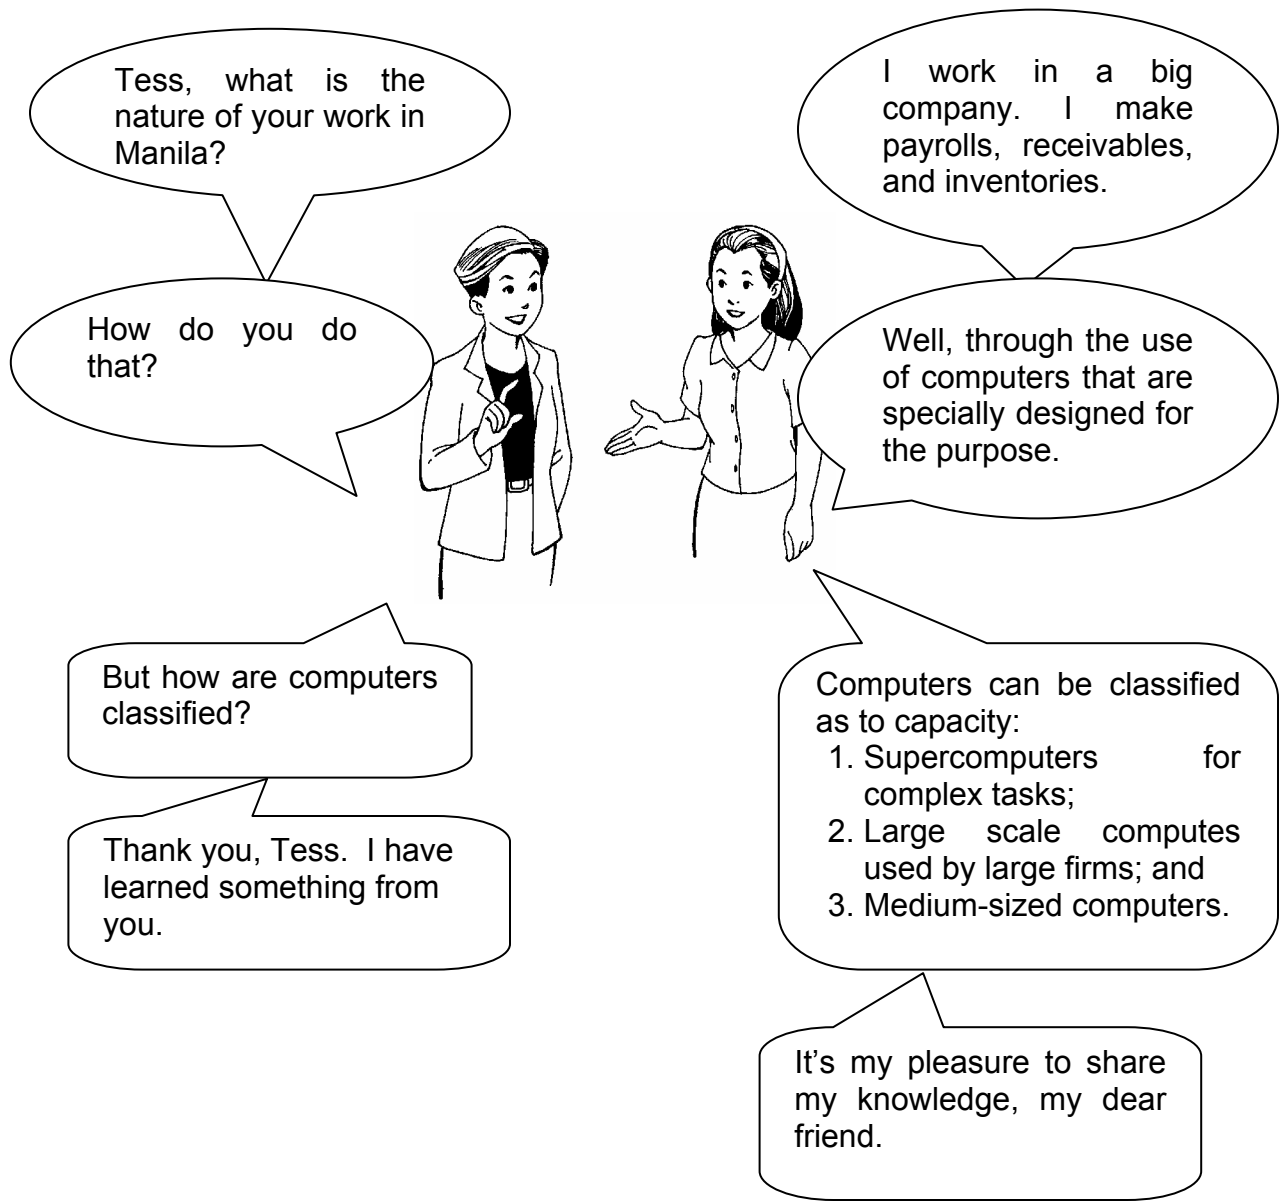 Tess, what is the
nature of your work in
Manila?
I work in a big
company. I make
payrolls, receivables,
and inventories.
How do you do
that?
Well, through the use
of computers that are
specially designed for
the purpose.
But how are computers
classified?
Computers can be classified
as to capacity:
1. Supercomputers for
complex tasks;
2. Large scale computes
used by large firms; and
3. Medium-sized computers.
Thank you, Tess. I have
learned something from
you.
It's my pleasure to share
my knowledge, my dear
friend.